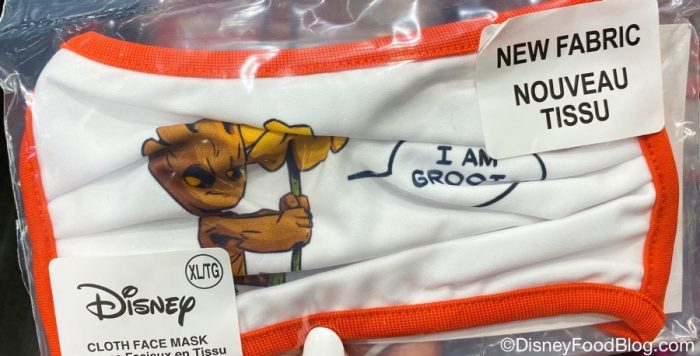 NEW FABRIC
NOUVEAU
TISSU
I AM
GROOT
XL/TG
Disney
CLOTH FACE MASK
Faciaux en Tissu
©DisneyFoodBlog.com